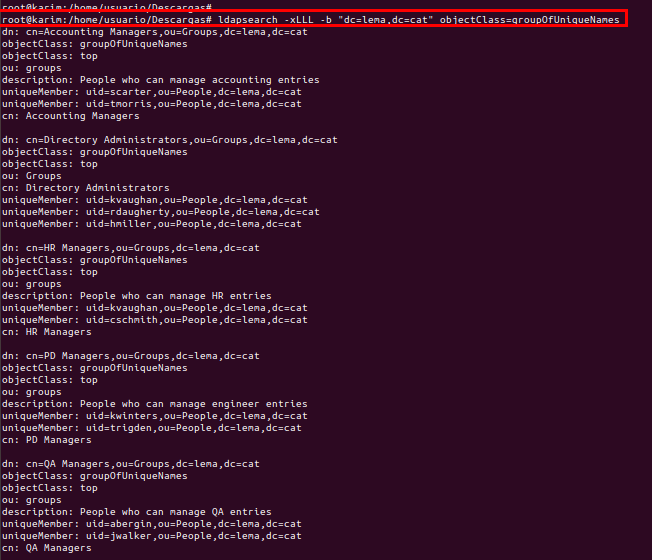 root@karim:/home/usuario/Descargas#
root@karim:/home/usuario/Descargas# ldapsearch -xLLL -b "dc=lema,dc=cat" objectClass=groupOfUniqueNames
dn: cn=Accounting Managers,ou=Groups,dc=lema,dc=cat
objectClass: groupOfUniqueNames
objectClass: top
ou: groups
description: People who can manage accounting entries
uniqueMember: uid=scarter,ou=People,dc=lema,dc=cat
uniqueMember: uid=tmorris,ou=People,dc=lema,dc=cat
cn: Accounting Managers

dn: cn=Directory Administrators,ou=Groups,dc=lema,dc=cat
objectClass: groupOfUniqueNames
objectClass: top
ou: Groups
cn: Directory Administrators
uniqueMember: uid=kvaughan,ou=People,dc=lema,dc=cat
uniqueMember: uid=rdaugherty,ou=People,dc=lema,dc=cat
uniqueMember: uid=hmiller,ou=People,dc=lema,dc=cat

dn: cn=HR Managers,ou=Groups,dc=lema,dc=cat
objectClass: groupOfUniqueNames
objectClass: top
ou: groups
description: People who can manage HR entries
uniqueMember: uid=kvaughan,ou=People,dc=lema,dc=cat
uniqueMember: uid=cschmith,ou=People,dc=lema,dc=cat
cn: HR Managers

dn: cn=PD Managers,ou=Groups,dc=lema,dc=cat
objectClass: groupOfUniqueNames
objectClass: top
ou: groups
description: People who can manage engineer entries
uniqueMember: uid=kwinters,ou=People,dc=lema,dc=cat
uniqueMember: uid=trigden,ou=People,dc=lema,dc=cat
cn: PD Managers

dn: cn=QA Managers,ou=Groups,dc=lema,dc=cat
objectClass: groupOfUniqueNames
objectClass: top
ou: groups
description: People who can manage QA entries
uniqueMember: uid=abergin,ou=People,dc=lema,dc=cat
uniqueMember: uid=jwalker,ou=People,dc=lema,dc=cat
cn: QA Managers